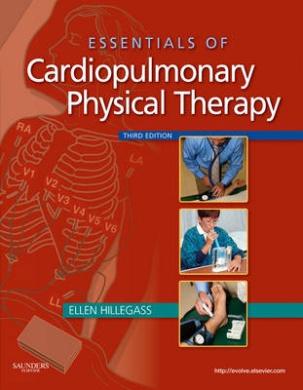 ESSENTIALS OF
Cardiopulmonary
Physical Therapy
THIRD EDITION
RA
LA
V1
V2
V3
V4
V5
V6
LL
ELLEN HILLEGASS
SAUNDERS
ELSEVIER
http://evolve.elsevier.com